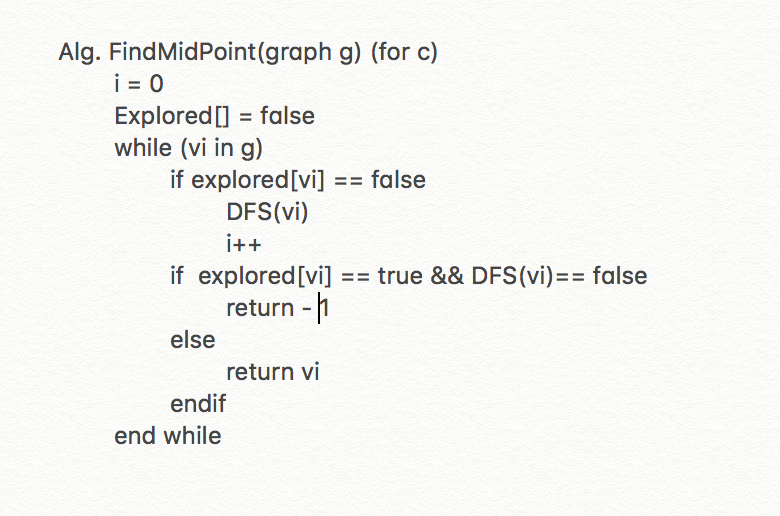 Alg. FindMidPoint(graph g) (for c)
i = 0
Explored[] = false
while (vi in g)
if explored[vi] == false
DFS(vi)
i++
if  explored[vi] == true && DFS(vi)== false
return - 1
else
return vi
endif
end while